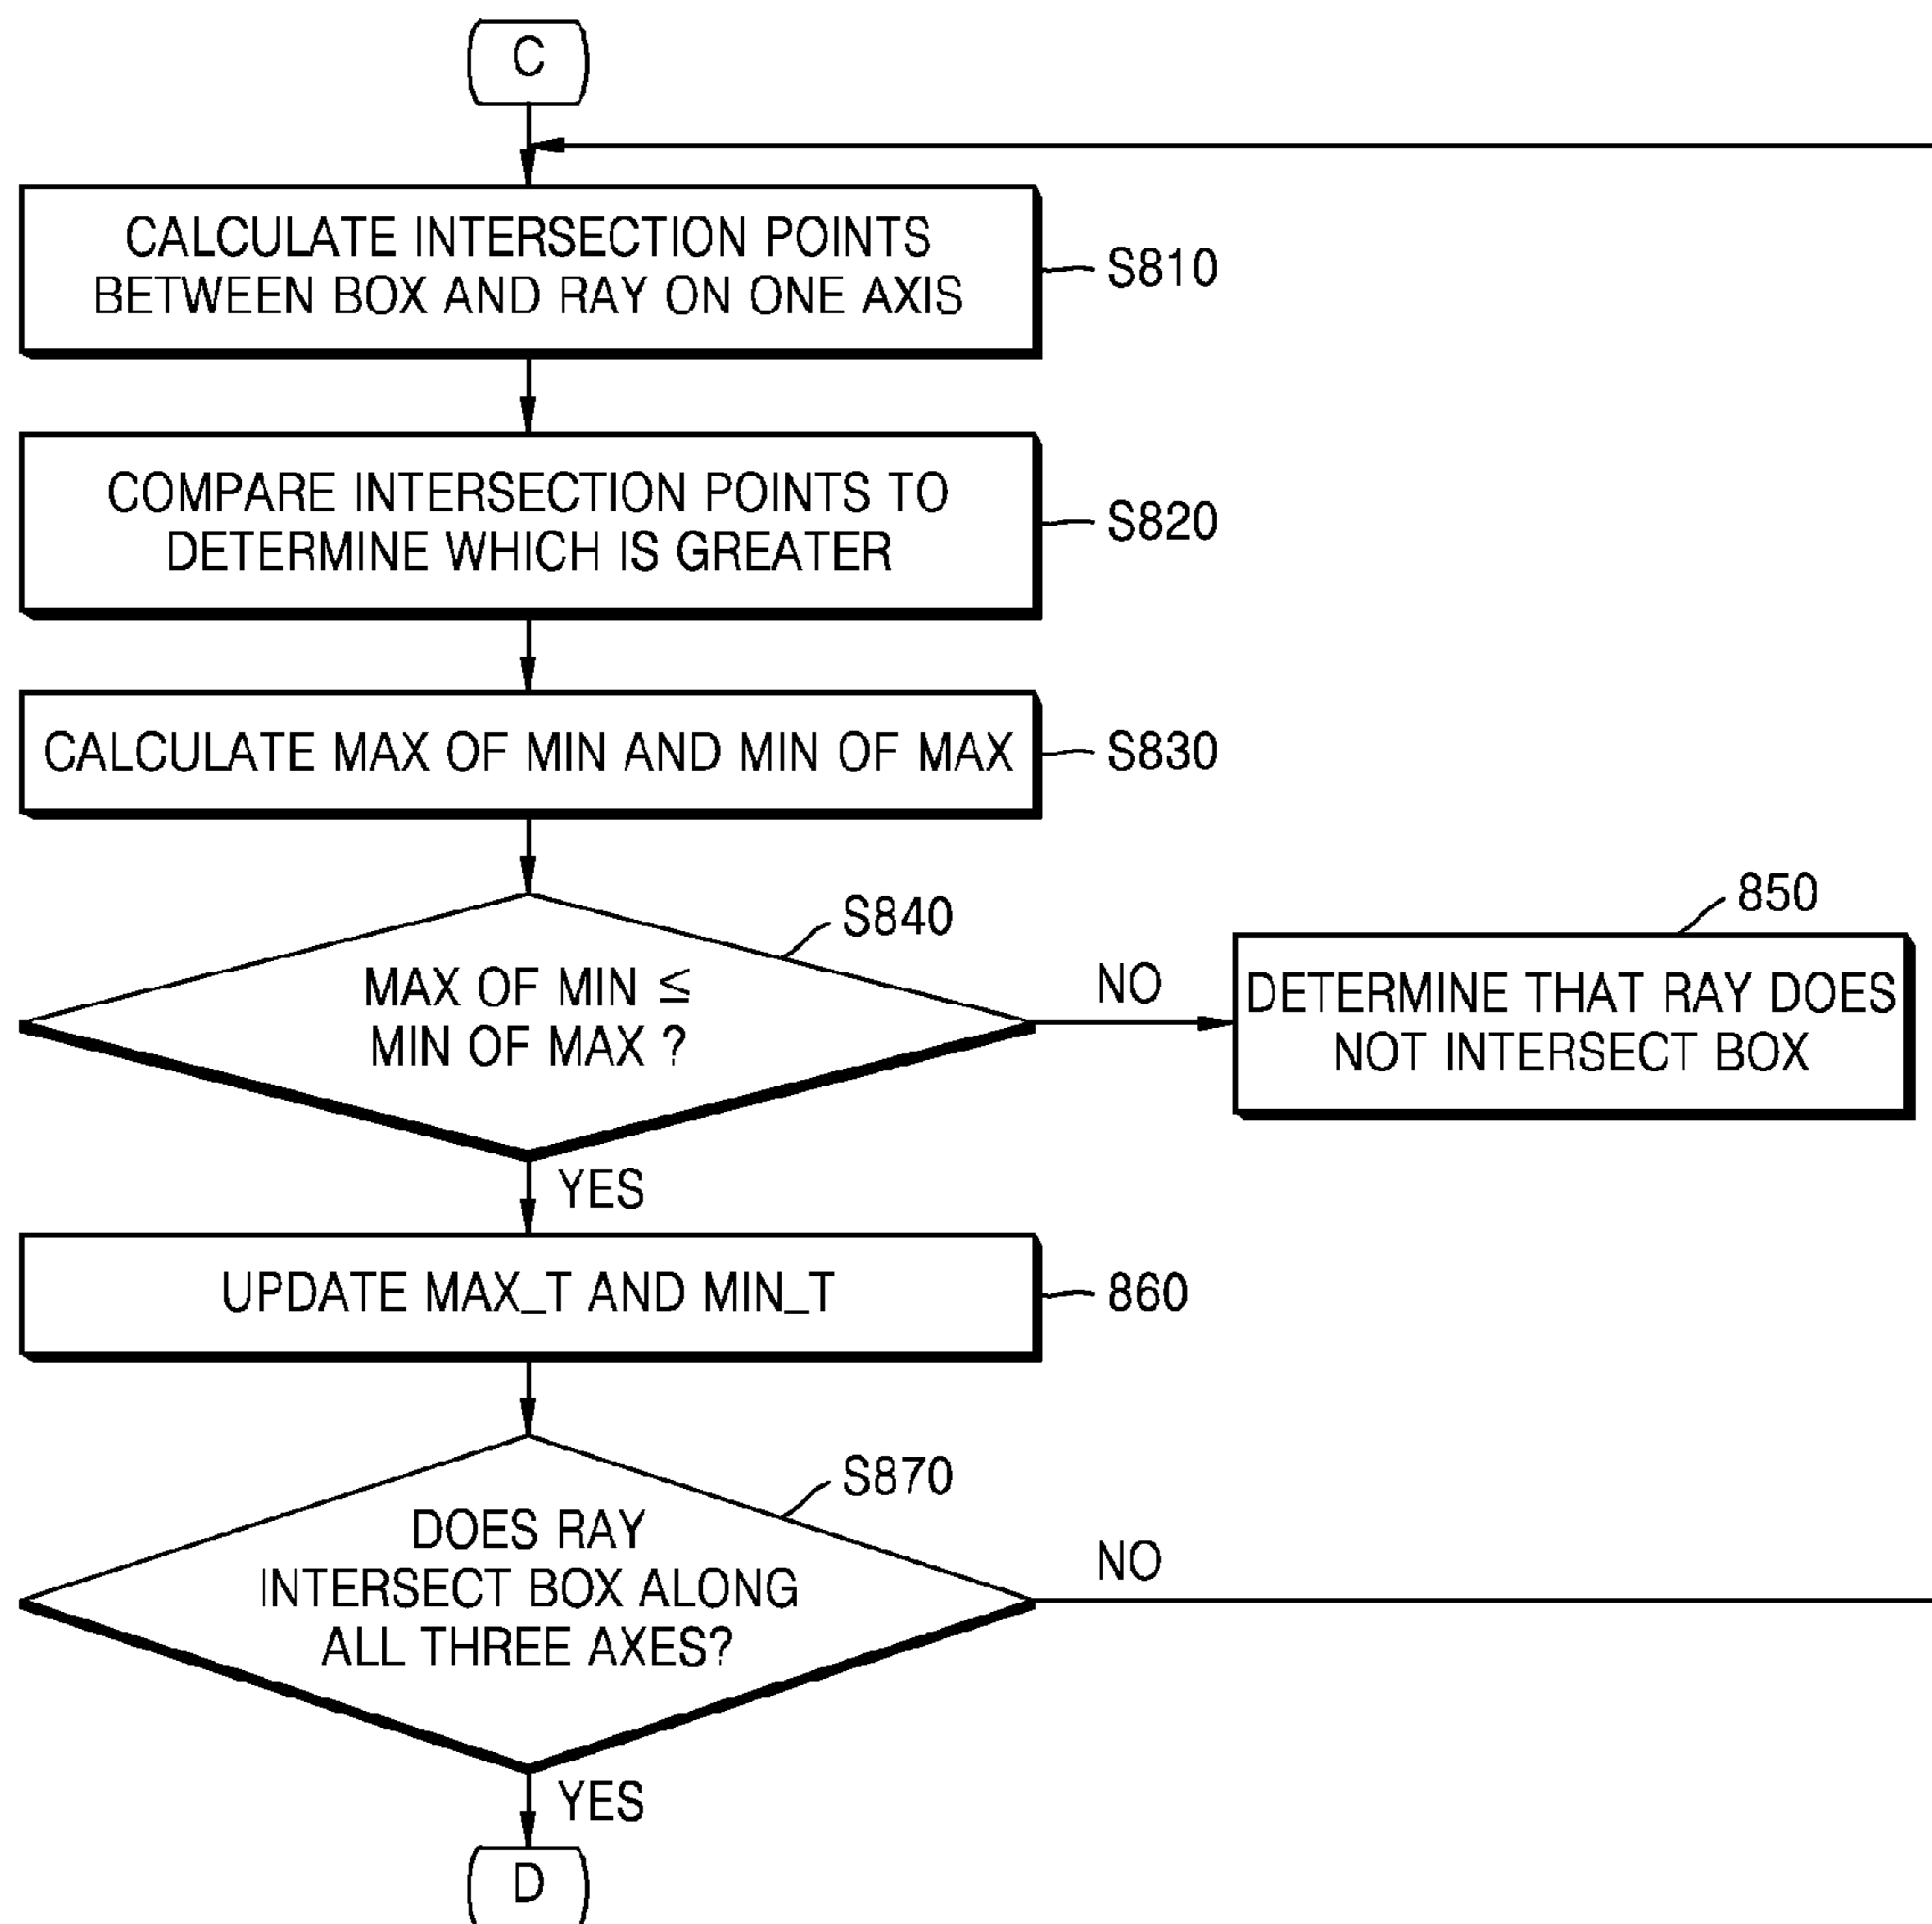 C
CALCULATE INTERSECTION POINTS
BETWEEN BOX AND RAY ON ONE AXIS
S810
COMPARE INTERSECTION POINTS TO
DETERMINE WHICH IS GREATER
S820
CALCULATE MAX OF MIN AND MIN OF MAX
S830
S840
MAX OF MIN ≤
MIN OF MAX ?
NO
850
DETERMINE THAT RAY DOES
NOT INTERSECT BOX
YES
UPDATE MAX_T AND MIN_T
860
S870
DOES RAY
INTERSECT BOX ALONG
ALL THREE AXES?
NO
YES
D